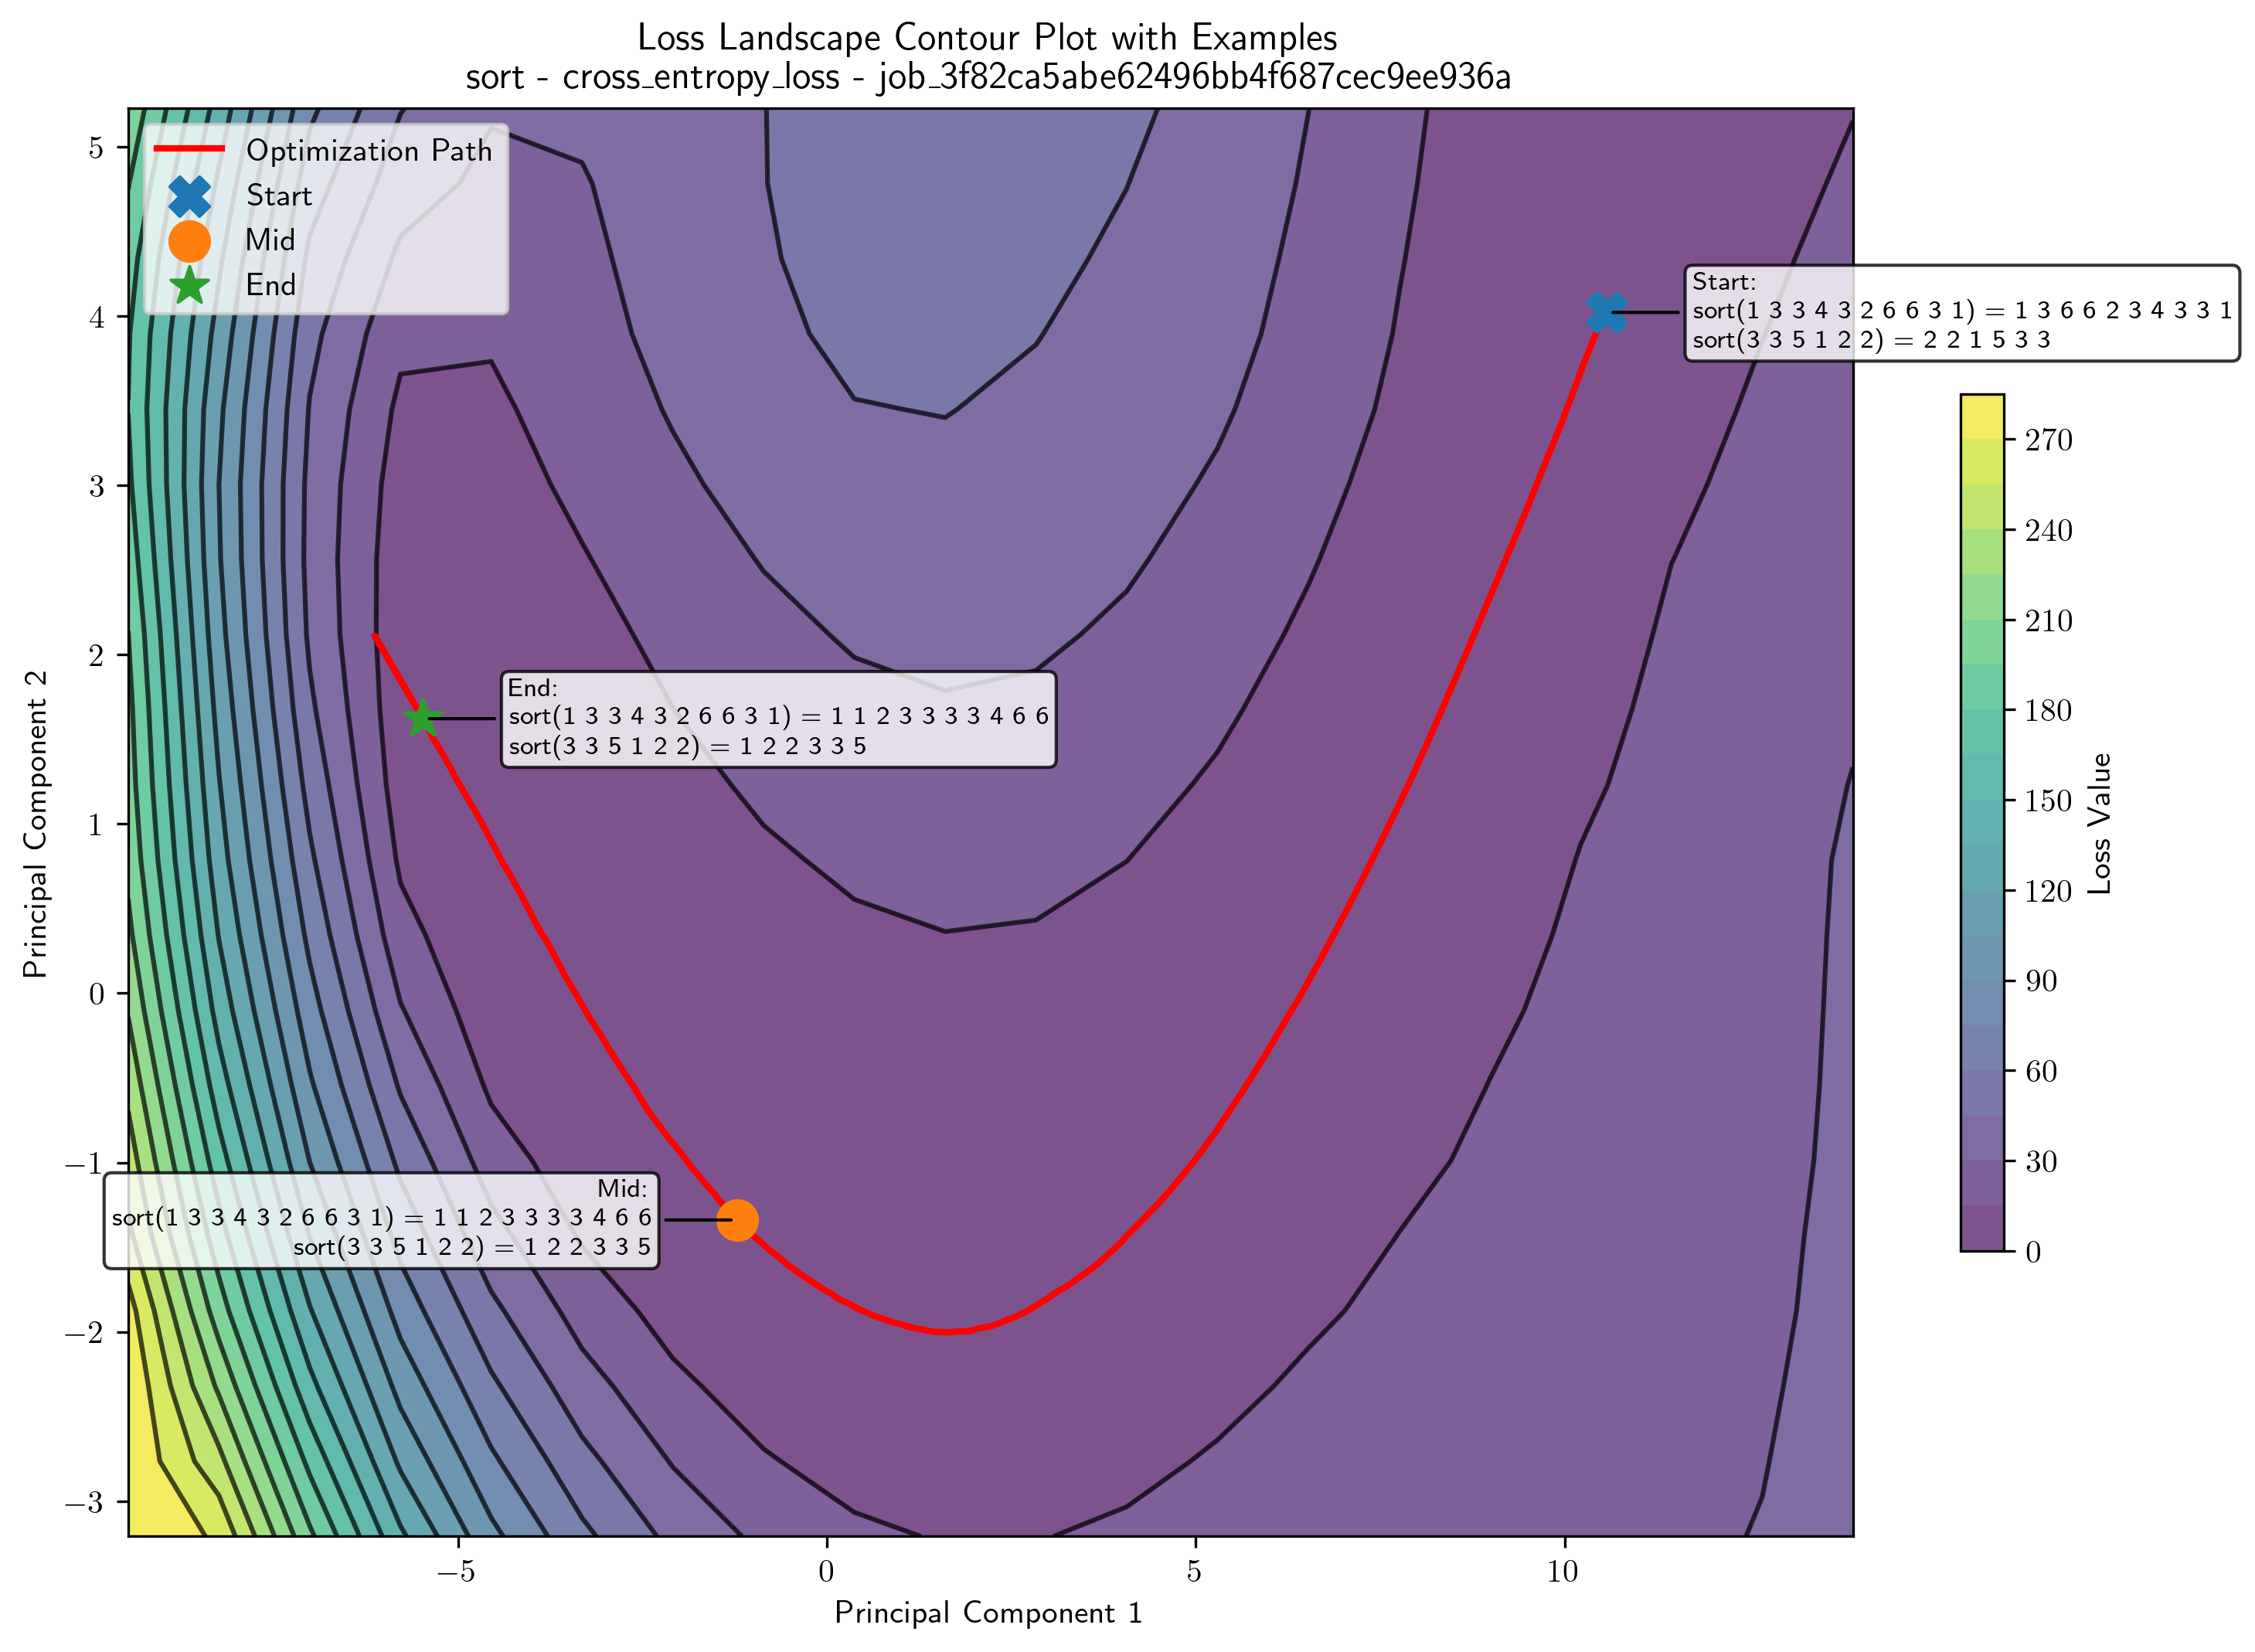 Loss Landscape Contour Plot with Examples
sort - cross_entropy_loss - job_3f82ca5abe62496bb4f687cec9ee936a
Optimization Path
Start
Mid
End
Start:
sort(1 3 3 4 3 2 6 6 3 1) = 1 3 6 6 2 3 4 3 3 1
sort(3 3 5 1 2 2) = 2 2 1 5 3 3
End:
sort(1 3 3 4 3 2 6 6 3 1) = 1 1 2 3 3 3 3 4 6 6
sort(3 3 5 1 2 2) = 1 2 2 3 3 5
Mid:
sort(1 3 3 4 3 2 6 6 3 1) = 1 1 2 3 3 3 3 4 6 6
sort(3 3 5 1 2 2) = 1 2 2 3 3 5
5
4
3
2
1
0
−1
−2
−3
Principal Component 2
−5
0
5
10
Principal Component 1
270
240
210
180
150
120
90
60
30
0
Loss Value